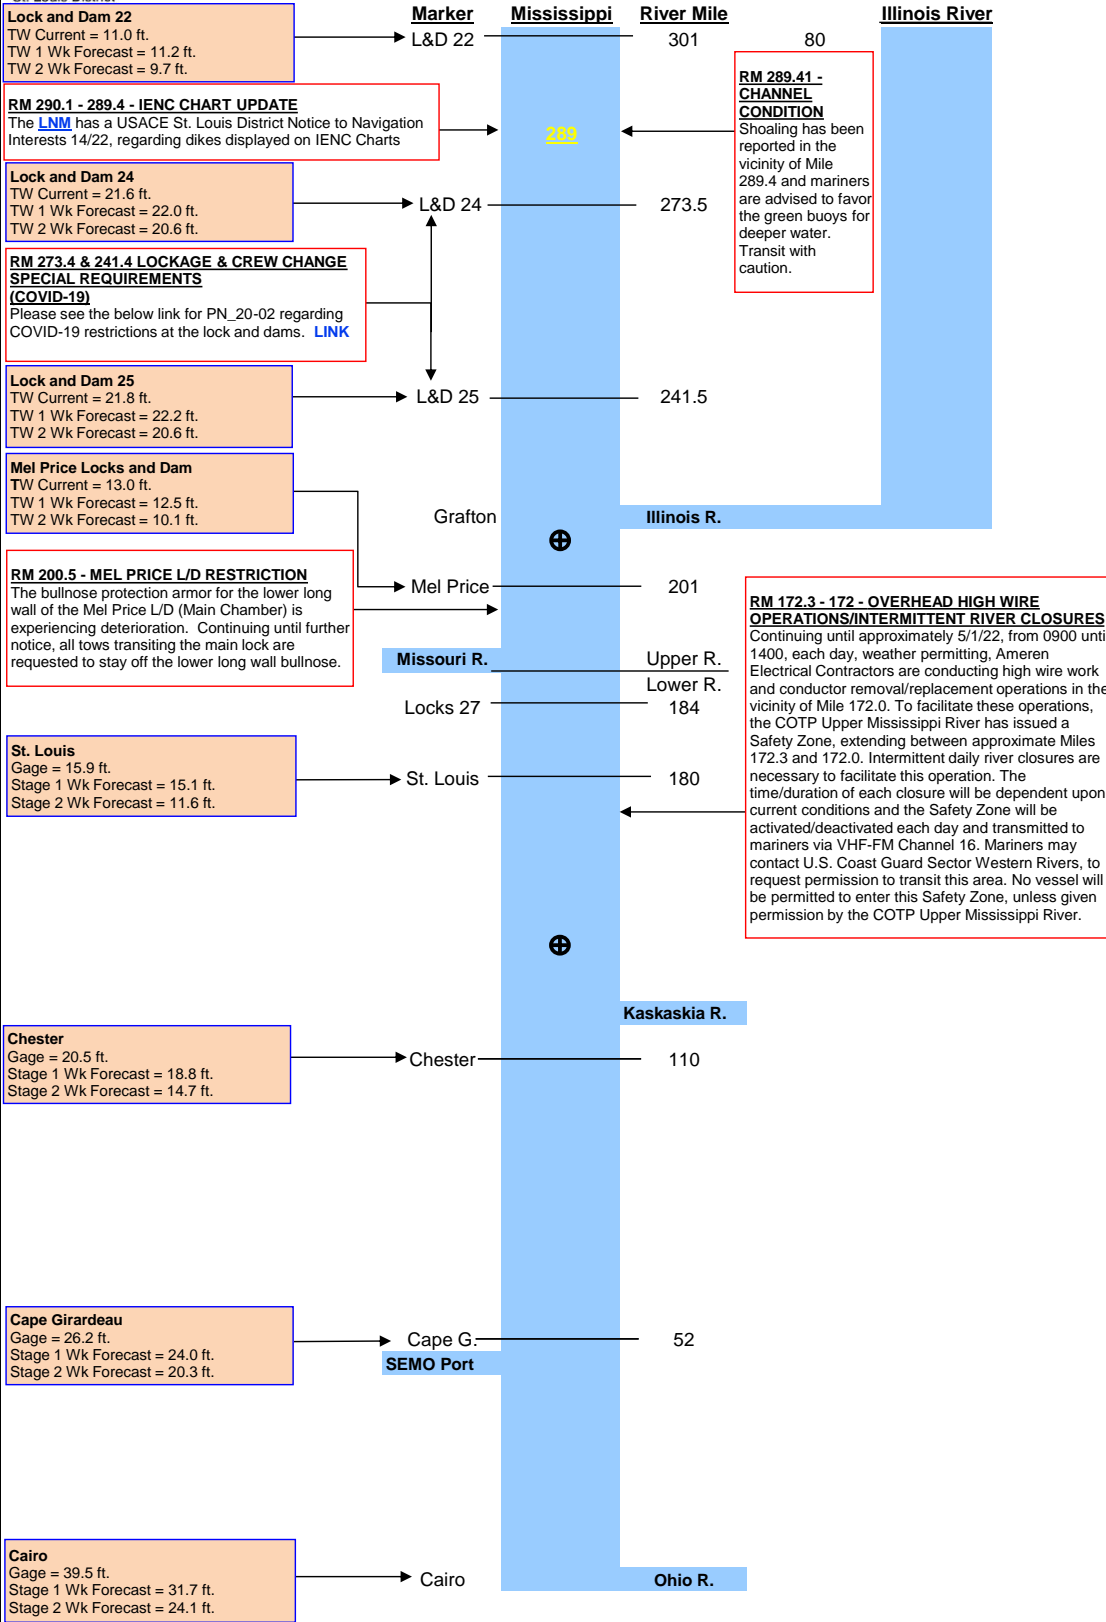 St. Louis District
Marker
Mississippi
River Mile
Illinois River
Lock and Dam 22
TW Current = 11.0 ft.
TW 1 Wk Forecast = 11.2 ft.
TW 2 Wk Forecast = 9.7 ft.
L&D 22
301
80
RM 290.1 - 289.4 - IENC CHART UPDATE
The LNM has a USACE St. Louis District Notice to Navigation
Interests 14/22, regarding dikes displayed on IENC Charts
289
RM 289.41 -
CHANNEL
CONDITION
Shoaling has been
reported in the
vicinity of Mile
289.4 and mariners
are advised to favor
the green buoys for
deeper water.
Transit with
caution.
Lock and Dam 24
TW Current = 21.6 ft.
TW 1 Wk Forecast = 22.0 ft.
TW 2 Wk Forecast = 20.6 ft.
L&D 24
273.5
RM 273.4 & 241.4 LOCKAGE & CREW CHANGE
SPECIAL REQUIREMENTS
(COVID-19)
Please see the below link for PN_20-02 regarding
COVID-19 restrictions at the lock and dams. LINK
Lock and Dam 25
TW Current = 21.8 ft.
TW 1 Wk Forecast = 22.2 ft.
TW 2 Wk Forecast = 20.6 ft.
L&D 25
241.5
Mel Price Locks and Dam
TW Current = 13.0 ft.
TW 1 Wk Forecast = 12.5 ft.
TW 2 Wk Forecast = 10.1 ft.
Grafton
Illinois R.
RM 200.5 - MEL PRICE L/D RESTRICTION
The bullnose protection armor for the lower long
wall of the Mel Price L/D (Main Chamber) is
experiencing deterioration. Continuing until further
notice, all tows transiting the main lock are
requested to stay off the lower long wall bullnose.
Mel Price
201
Missouri R.
Upper R.
Lower R.
Locks 27
184
RM 172.3 - 172 - OVERHEAD HIGH WIRE
OPERATIONS/INTERMITTENT RIVER CLOSURES
Continuing until approximately 5/1/22, from 0900 until
1400, each day, weather permitting, Ameren
Electrical Contractors are conducting high wire work
and conductor removal/replacement operations in the
vicinity of Mile 172.0. To facilitate these operations,
the COTP Upper Mississippi River has issued a
Safety Zone, extending between approximate Miles
172.3 and 172.0. Intermittent daily river closures are
necessary to facilitate this operation. The
time/duration of each closure will be dependent upon
current conditions and the Safety Zone will be
activated/deactivated each day and transmitted to
mariners via VHF-FM Channel 16. Mariners may
contact U.S. Coast Guard Sector Western Rivers, to
request permission to transit this area. No vessel will
be permitted to enter this Safety Zone, unless given
permission by the COTP Upper Mississippi River.
St. Louis
Gage = 15.9 ft.
Stage 1 Wk Forecast = 15.1 ft.
Stage 2 Wk Forecast = 11.6 ft.
St. Louis
180
Kaskaskia R.
Chester
Gage = 20.5 ft.
Stage 1 Wk Forecast = 18.8 ft.
Stage 2 Wk Forecast = 14.7 ft.
Chester
110
Cape Girardeau
Gage = 26.2 ft.
Stage 1 Wk Forecast = 24.0 ft.
Stage 2 Wk Forecast = 20.3 ft.
Cape G.
52
SEMO Port
Cairo
Gage = 39.5 ft.
Stage 1 Wk Forecast = 31.7 ft.
Stage 2 Wk Forecast = 24.1 ft.
Cairo
Ohio R.